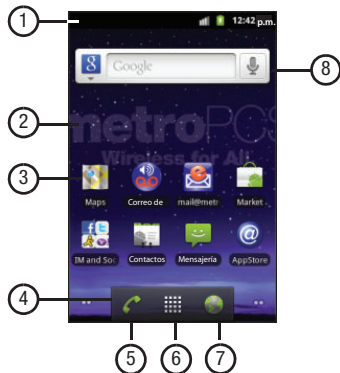 1
12:42 p.m.
8
Google
8
2
metroPCS
Wireless for All
3
Maps
Correo de
mail@metr
Market
IM and Soc
Contactos
Mensajería
AppStore
4
5
6
7